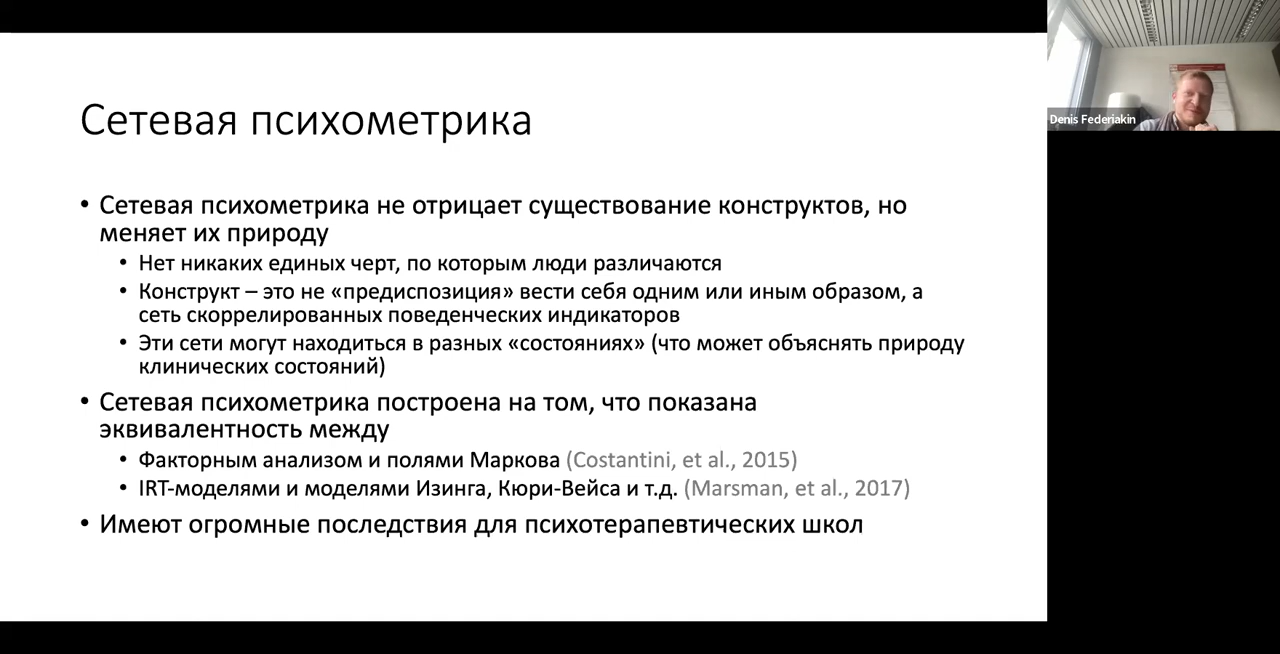 Сетевая психометрика
• Сетевая психометрика не отрицает существование конструктов, но
меняет их природу
• Нет никаких единых черт, по которым люди различаются
• Конструкт – это не «предиспозиция» вести себя одним или иным образом, а
сеть скоррелированных поведенческих индикаторов
• Эти сети могут находиться в разных «состояниях» (что может объяснять природу
клинических состояний)
• Сетевая психометрика построена на том, что показана
эквивалентность между
• Факторным анализом и полями Маркова (Costantini, et al., 2015)
• IRT-моделями и моделями Изинга, Кюри-Вейса и т.д. (Marsman, et al., 2017)
• Имеют огромные последствия для психотерапевтических школ
Denis Federiakin